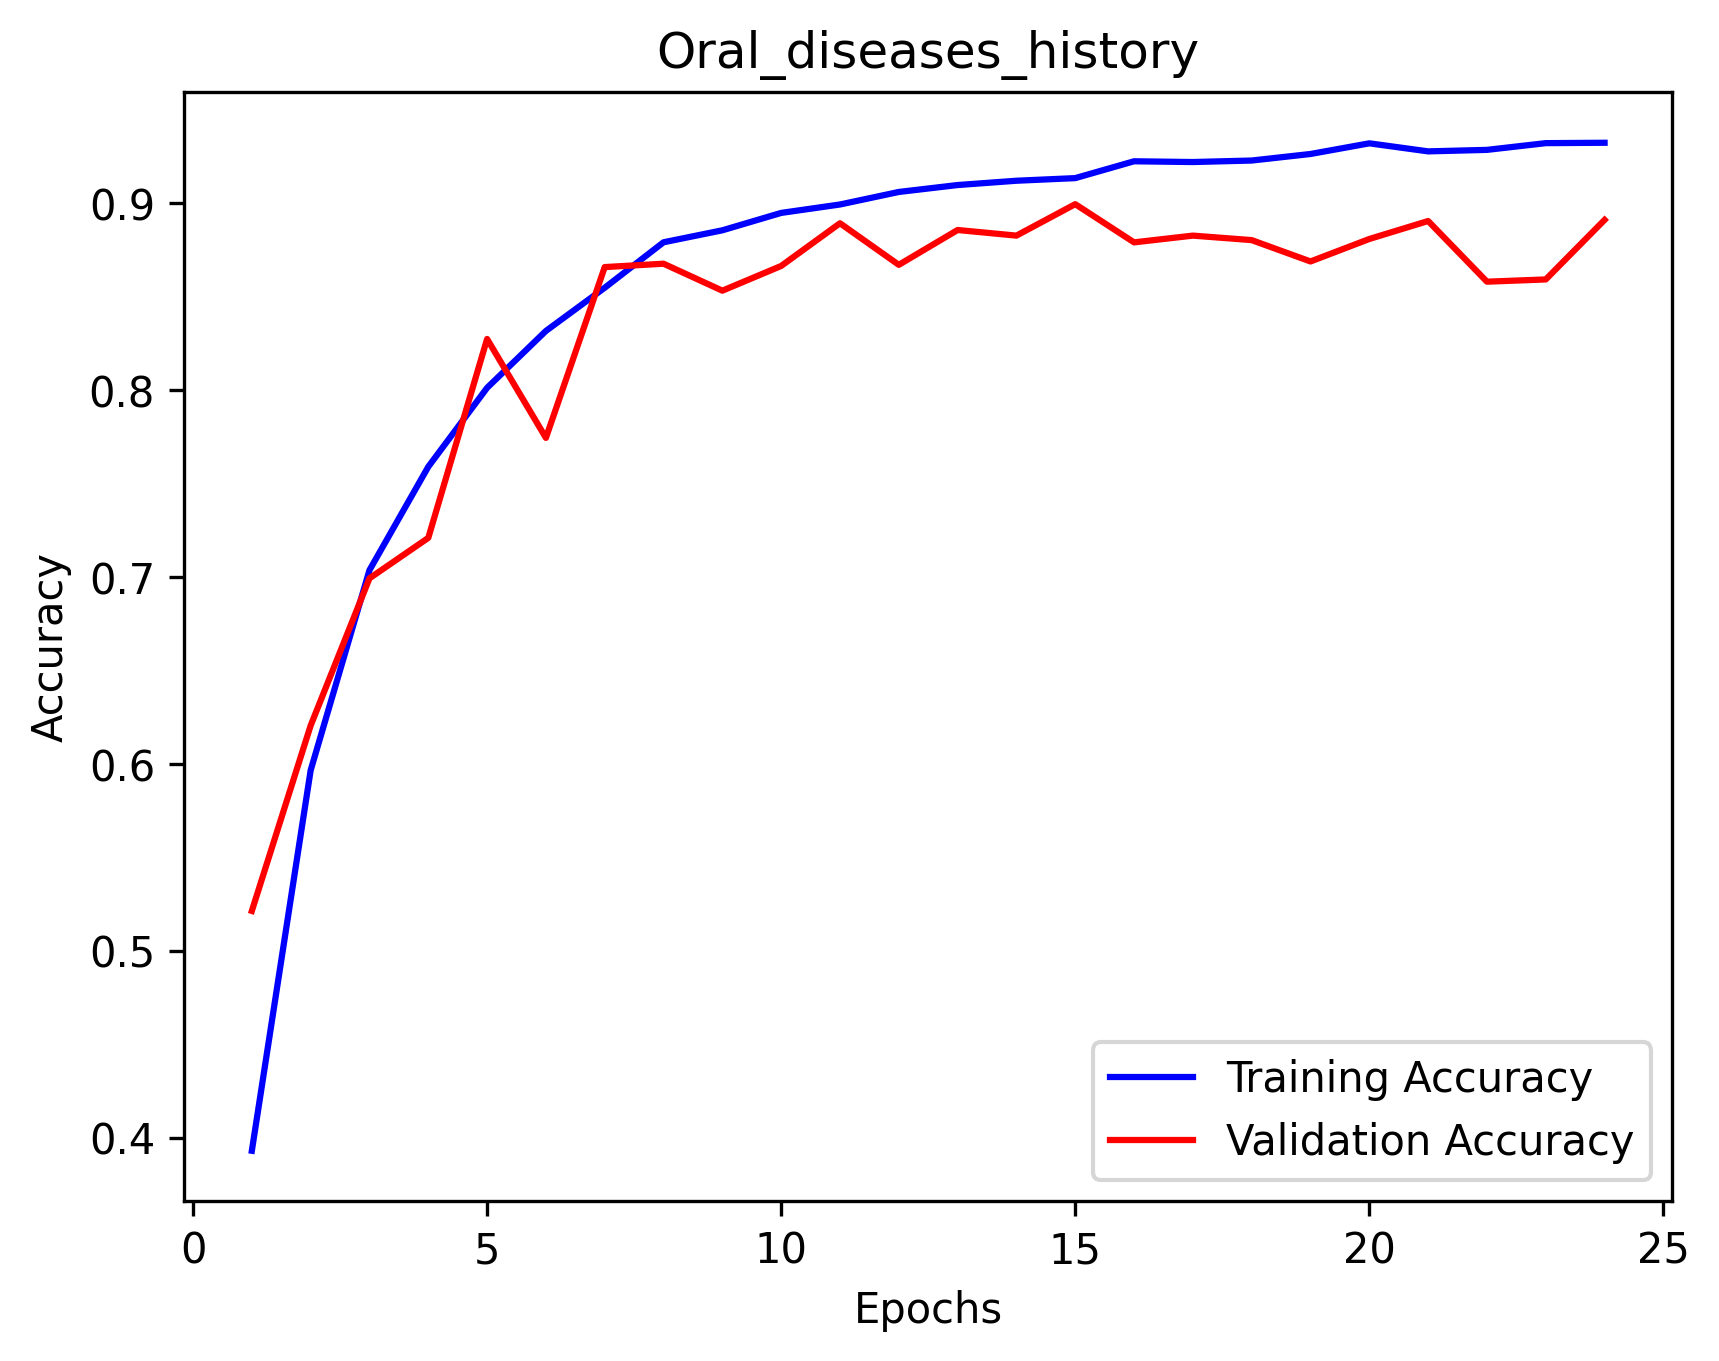 Oral_diseases_history
Accuracy
0.9
0.8
0.7
0.6
0.5
0.4
0 5 10 15 20 25
Epochs
Training Accuracy
Validation Accuracy